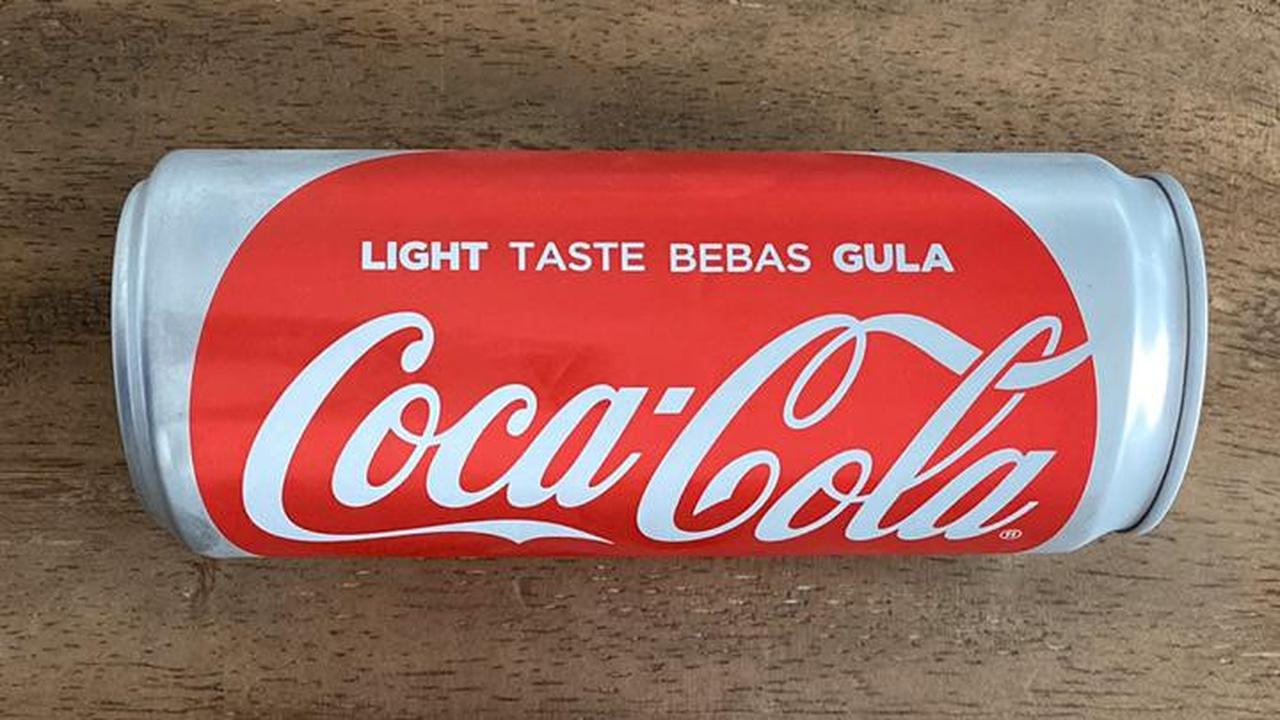 LIGHT TASTE BEBAS GULA
Coca-Cola®